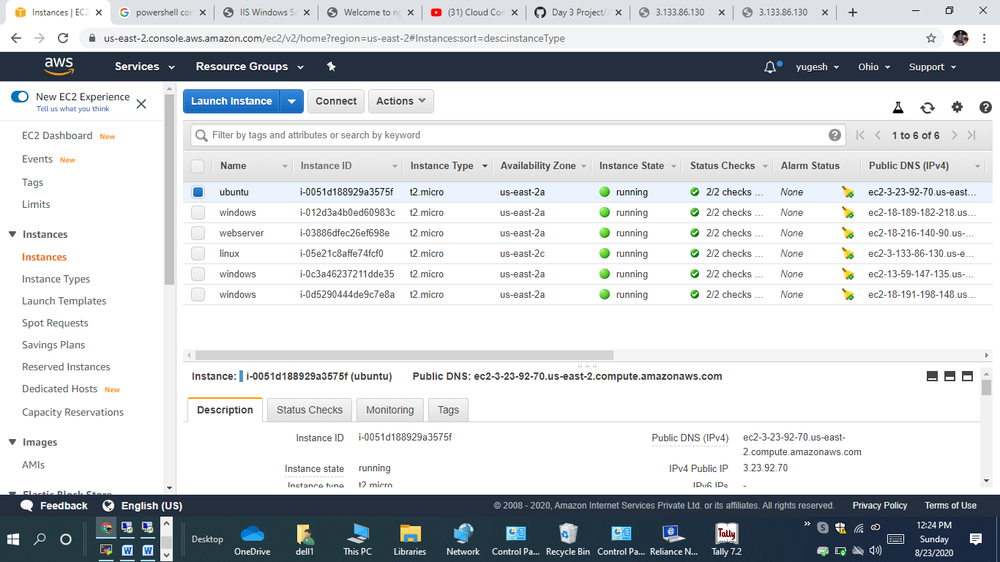 Instances | EC2
powershell cor
IIS Windows Se
Welcome to ng
(31) Cloud Con
Day 3 Project/
3.133.86.130
3.133.86.130
us-east-2.console.aws.amazon.com/ec2/v2/home?region=us-east-2#Instances:sort=desc:instanceType
aws Services Resource Groups yugesh Ohio Support
New EC2 Experience
Tell us what you think
EC2 Dashboard New
Events New
Tags
Limits
Instances
Instances
Instance Types
Launch Templates
Spot Requests
Savings Plans
Reserved Instances
Dedicated Hosts New
Capacity Reservations
Images
AMIs
Elastic Block Store
Launch Instance Connect Actions
Filter by tags and attributes or search by keyword
1 to 6 of 6
Name Instance ID Instance Type Availability Zone Instance State Status Checks Alarm Status Public DNS (IPv4)
ubuntu i-0051d188929a3575f t2.micro us-east-2a running 2/2 checks ... None ec2-3-23-92-70.us-east...
windows i-012d3a4b0ed60983c t2.micro us-east-2a running 2/2 checks ... None ec2-18-189-182-218.us...
webserver i-03886dfec26ef698e t2.micro us-east-2a running 2/2 checks ... None ec2-18-216-140-90.us-...
linux i-05e21c8affe74fcf0 t2.micro us-east-2c running 2/2 checks ... None ec2-3-133-86-130.us-e...
windows i-0c3a46237211dde35 t2.micro us-east-2a running 2/2 checks ... None ec2-13-59-147-135.us-...
windows i-0d5290444de9c7e8a t2.micro us-east-2a running 2/2 checks ... None ec2-18-191-198-148.us...
Instance: i-0051d188929a3575f (ubuntu) Public DNS: ec2-3-23-92-70.us-east-2.compute.amazonaws.com
Description Status Checks Monitoring Tags
Instance ID i-0051d188929a3575f
Instance state running
Instance type t2.micro
Public DNS (IPv4) ec2-3-23-92-70.us-east-
2.compute.amazonaws.com
IPv4 Public IP 3.23.92.70
IPv6 IPs -
Feedback English (US) © 2008 - 2020, Amazon Internet Services Private Ltd. or its affiliates. All rights reserved. Privacy Policy Terms of Use
Desktop
OneDrive
dell
This PC
Libraries
Network
Control Pa...
Recycle Bin
Control Pa...
Reliance N...
Tally
Tally 7.2
12:24 PM
Sunday
8/23/2020